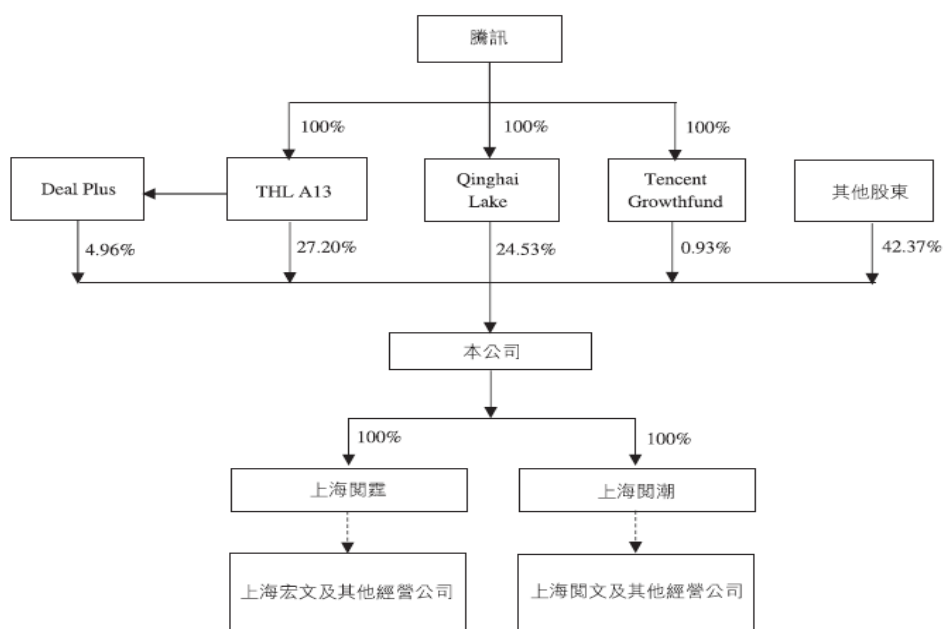 騰訊
100%
100%
100%
Deal Plus
THL A13
Qinghai
Lake
Tencent
Growthfund
其他股東
4.96%
27.20%
24.53%
0.93%
42.37%
本公司
100%
100%
上海閱霆
上海閱潮
上海宏文及其他經營公司
上海閱文及其他經營公司